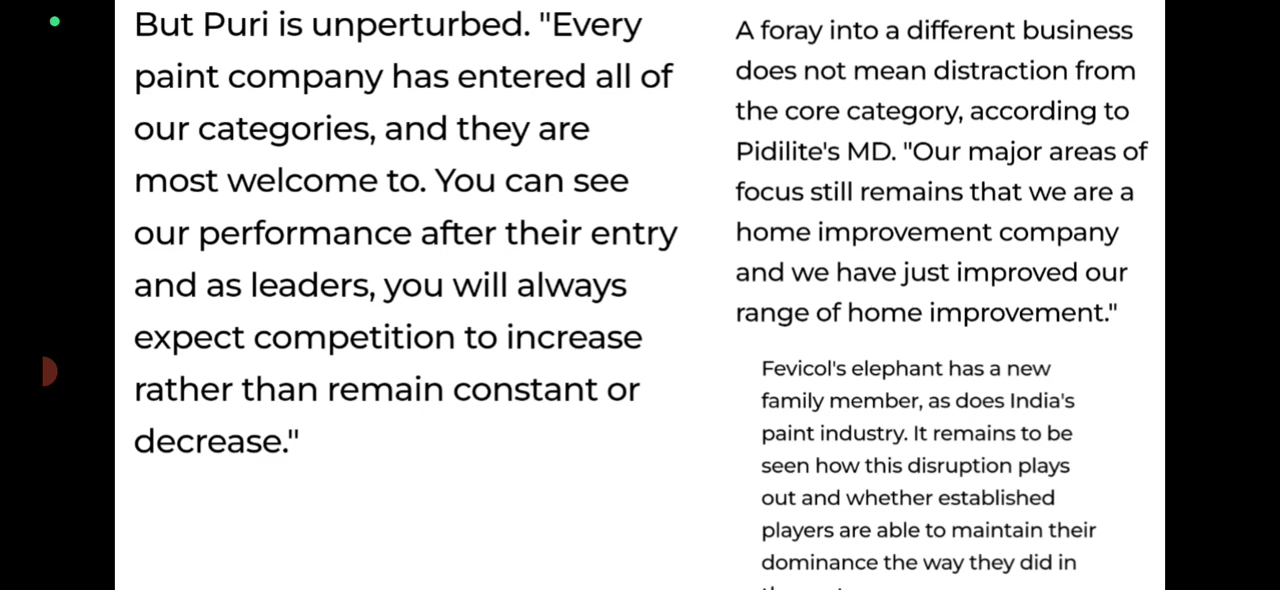 But Puri is unperturbed. "Every
paint company has entered all of
our categories, and they are
most welcome to. You can see
our performance after their entry
and as leaders, you will always
expect competition to increase
rather than remain constant or
decrease."
A foray into a different business
does not mean distraction from
the core category, according to
Pidilite's MD. "Our major areas of
focus still remains that we are a
home improvement company
and we have just improved our
range of home improvement."
Fevicol's elephant has a new
family member, as does India's
paint industry. It remains to be
seen how this disruption plays
out and whether established
players are able to maintain their
dominance the way they did in